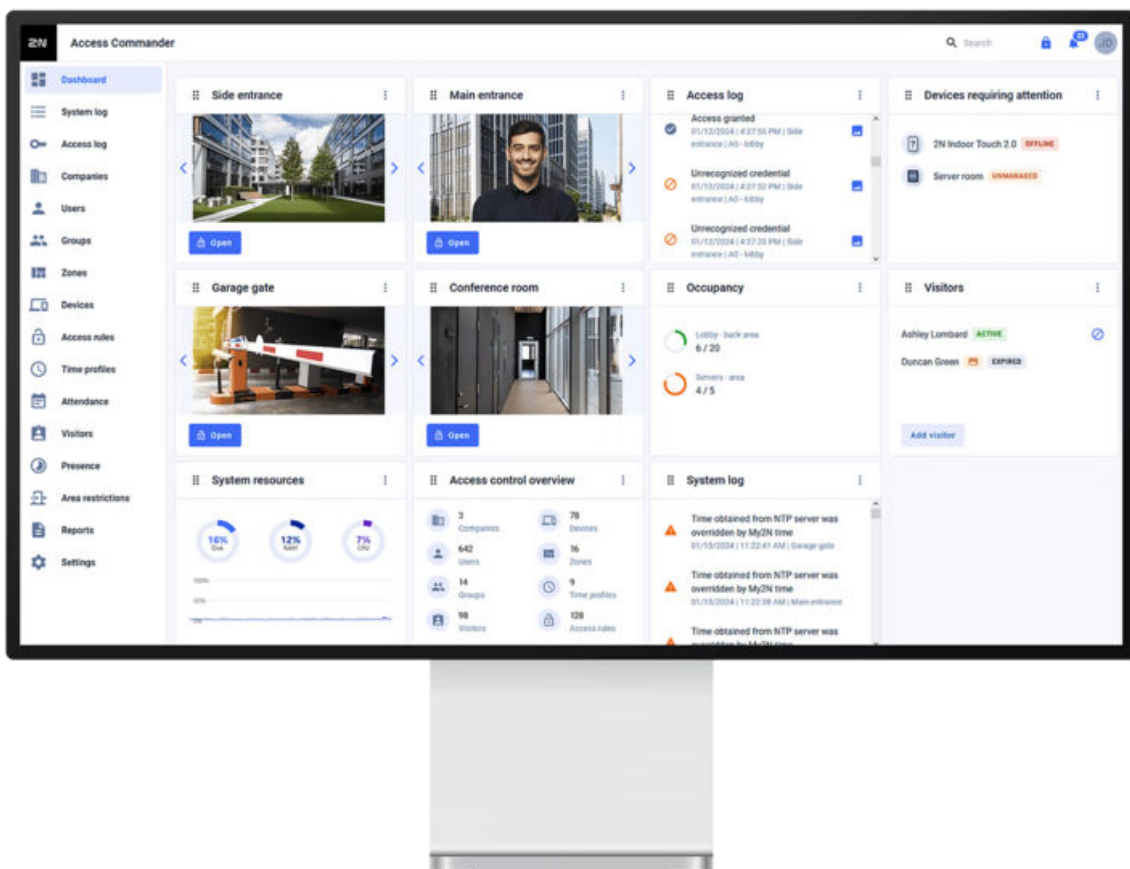 2N
Access Commander
Search
22
JD
Dashboard
System log
Access log
Companies
Users
Groups
Zones
Devices
Access rules
Time profiles
Attendance
Visitors
Presence
Area restrictions
Reports
Settings
Side entrance
Open
Main entrance
Open
Access log
Access granted
01/12/2024 | 4:27:55 PM | Side
entrance | A0 - lobby
Unrecognized credential
01/12/2024 | 4:27:52 PM | Side
entrance | A0 - lobby
Unrecognized credential
01/12/2024 | 4:27:23 PM | Side
entrance | A0 - lobby
Devices requiring attention
2N Indoor Touch 2.0 OFFLINE
Server room UNMANAGED
Garage gate
Open
Conference room
Open
Occupancy
Lobby - back area
6 / 20
Servers - area
4 / 5
Visitors
Ashley Lombard ACTIVE
Duncan Green EXPIRED
Add visitor
System resources
16%
Disk
12%
RAM
7%
CPU
100%
50%
0%
Access control overview
3
Companies
78
Devices
642
Users
16
Zones
14
Groups
9
Time profiles
98
Visitors
128
Access rules
System log
Time obtained from NTP server was
overridden by My2N time
01/15/2024 | 11:22:41 AM | Garage gate
Time obtained from NTP server was
overridden by My2N time
01/15/2024 | 11:22:38 AM | Main entrance
Time obtained from NTP server was
overridden by My2N time